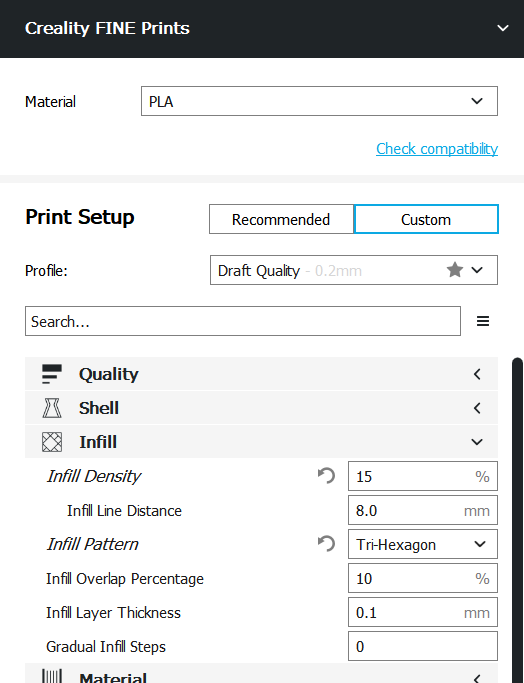 Creality FINE Prints
Material PLA
Check compatibility
Print Setup Recommended Custom
Profile: Draft Quality - 0.2mm
Search...
Quality
Shell
Infill
Infill Density 15 %
Infill Line Distance 8.0 mm
Infill Pattern Tri-Hexagon
Infill Overlap Percentage 10 %
Infill Layer Thickness 0.1 mm
Gradual Infill Steps 0
Material